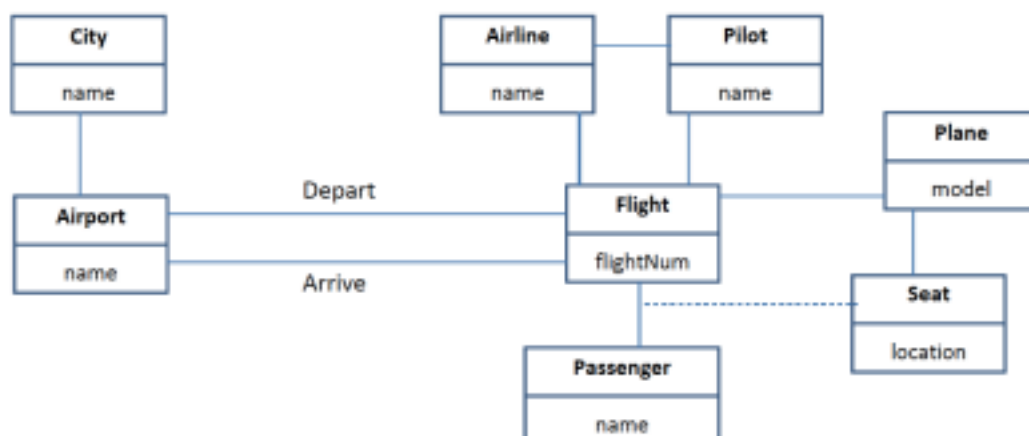 City
name
Airline
name
Pilot
name
Plane
model
Airport
name
Depart
Arrive
Flight
flightNum
Seat
location
Passenger
name